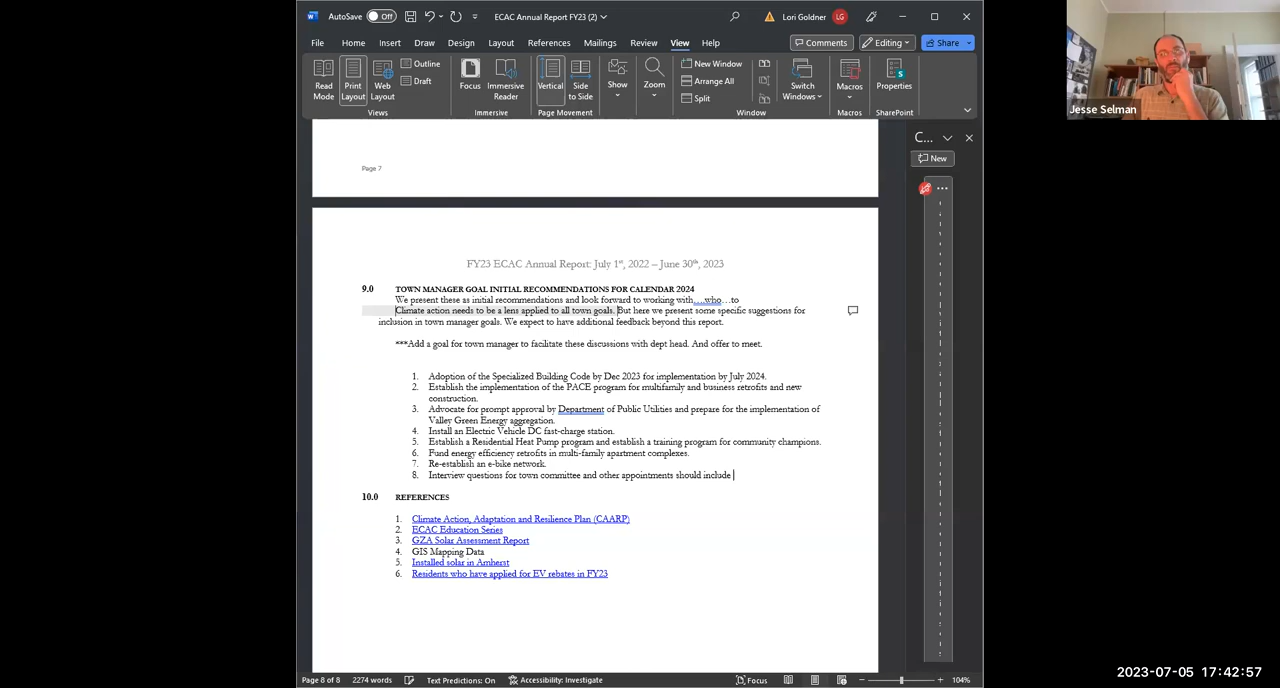 AutoSave Off ECAC Annual Report FY23 (2) Lori Goldner LG
File Home Insert Draw Design Layout References Mailings Review View Help Comments Editing Share
Read Mode
Print Layout
Web Layout
Outline
Draft
Focus
Immersive Reader
Vertical
Side to Side
Show
Zoom
New Window
Arrange All
Split
Switch Windows
Macros
Properties
Views Immersive Page Movement Window Macros SharePoint
Jesse Selman
C...
New
Page 7
FY23 ECAC Annual Report: July 1st, 2022 – June 30th, 2023
9.0 TOWN MANAGER GOAL INITIAL RECOMMENDATIONS FOR CALENDAR 2024
We present these as initial recommendations and look forward to working with….who…to
Climate action needs to be a lens applied to all town goals. But here we present some specific suggestions for
inclusion in town manager goals. We expect to have additional feedback beyond this report.
***Add a goal for town manager to facilitate these discussions with dept head. And offer to meet.
1. Adoption of the Specialized Building Code by Dec 2023 for implementation by July 2024.
2. Establish the implementation of the PACE program for multifamily and business retrofits and new
construction.
3. Advocate for prompt approval by Department of Public Utilities and prepare for the implementation of
Valley Green Energy aggregation.
4. Install an Electric Vehicle DC fast-charge station.
5. Establish a Residential Heat Pump program and establish a training program for community champions.
6. Fund energy efficiency retrofits in multi-family apartment complexes.
7. Re-establish an e-bike network.
8. Interview questions for town committee and other appointments should include
10.0 REFERENCES
1. Climate Action, Adaptation and Resilience Plan (CAARP)
2. ECAC Education Series
3. GZA Solar Assessment Report
4. GIS Mapping Data
5. Installed solar in Amherst
6. Residents who have applied for EV rebates in FY23
Page 8 of 8 2274 words Text Predictions: On Accessibility: Investigate Focus 104%
2023-07-05 17:42:57